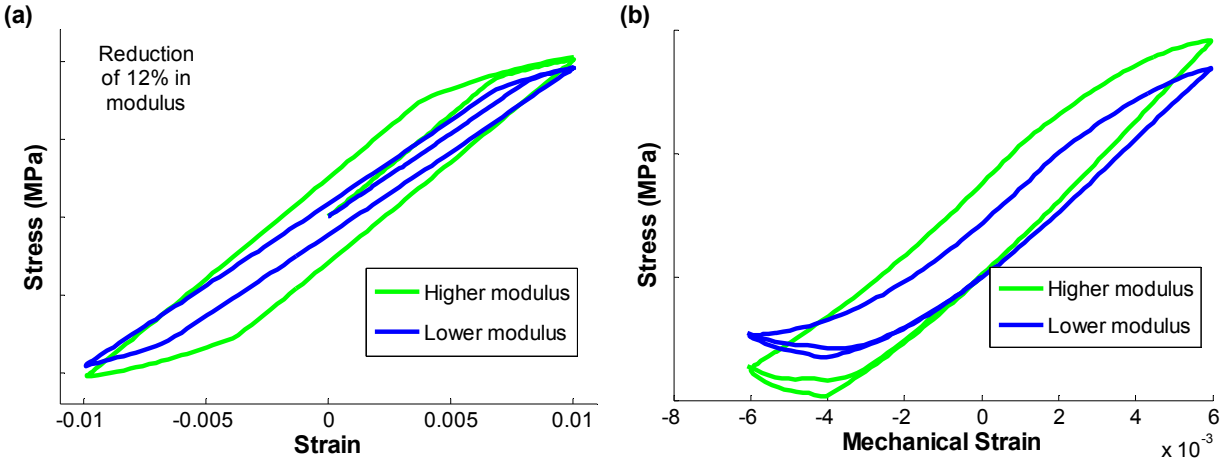 (a)
Reduction
of 12% in
modulus
Stress (MPa)
Higher modulus
Lower modulus
-0.01
-0.005
0
0.005
0.01
Strain
(b)
Stress (MPa)
Higher modulus
Lower modulus
-8
-6
-4
-2
0
2
4
6
Mechanical Strain
x 10⁻³